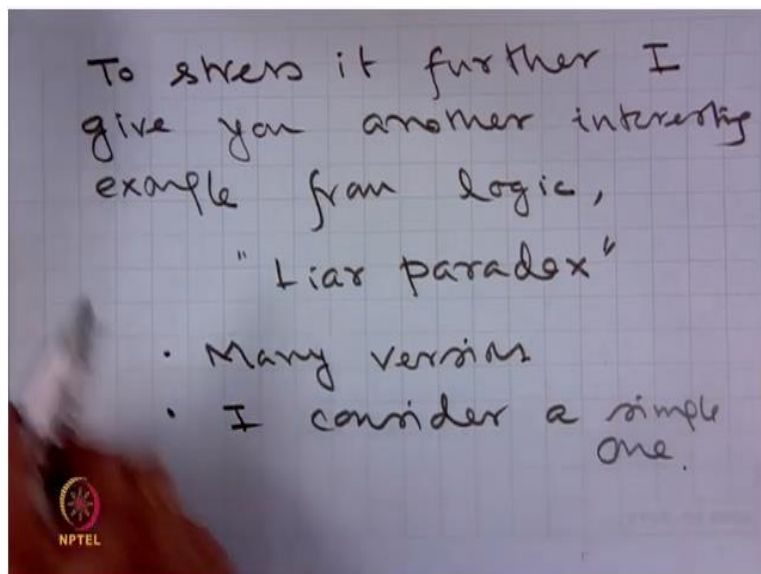 To stress it further I
give you another interesting
example from logic,
"Liar paradox"
· Many versions
· I consider a simple
one.
NPTEL